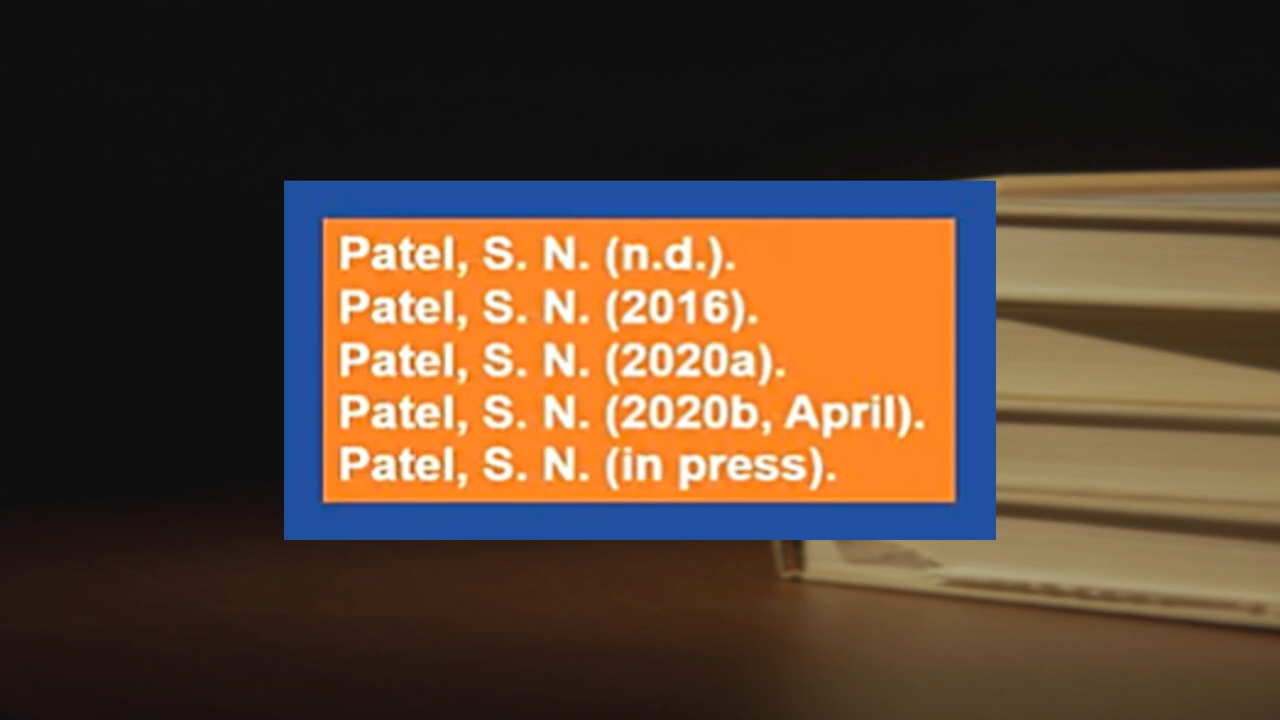 Patel, S. N. (n.d.).
Patel, S. N. (2016).
Patel, S. N. (2020a).
Patel, S. N. (2020b, April).
Patel, S. N. (in press).